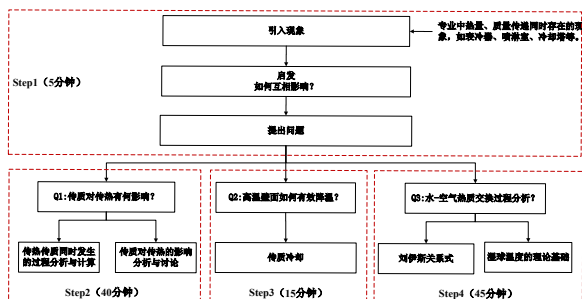 引入现象
专业中热量、质量传递同时存在的现
象，如表冷器、喷淋室、冷却塔等。
启发
如何互相影响？
Step1（5分钟）
提出问题
Q1:传质对传热有何影响？
Q2:高温壁面如何有效降温？
Q3:水-空气热质交换过程分析？
传热传质同时发生
的过程分析与计算
传质对传热的影响
分析与讨论
传质冷却
刘伊斯关系式
湿球温度的理论基础
Step2（40分钟）
Step3（15分钟）
Step4（45分钟）